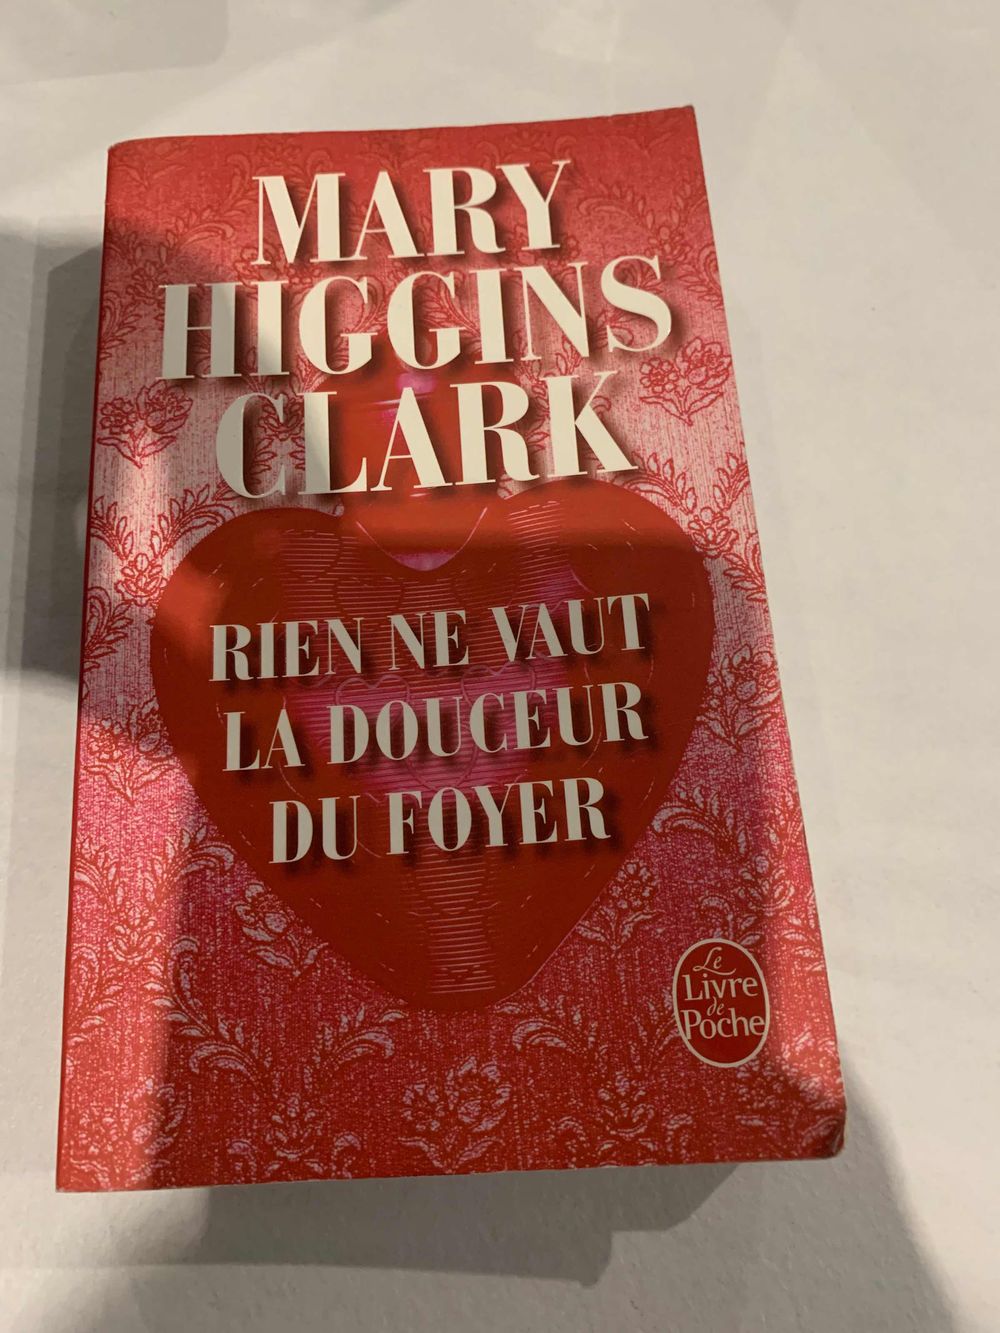 MARY
HIGGINS
CLARK
RIEN NE VAUT
LA DOUCEUR
DU FOYER
Le
Livre
de
Poche